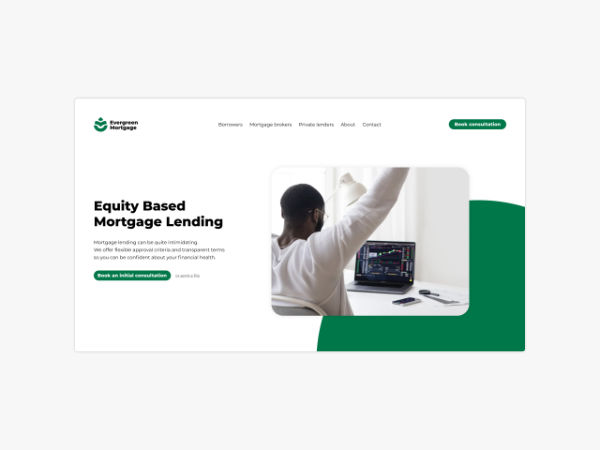 Evergreen
Mortgage
Borrowers Mortgage brokers Private lenders About Contact
Book consultation
Equity Based
Mortgage Lending
Mortgage lending can be quite intimidating.
We offer flexible approval criteria and transparent terms
so you can be confident about your financial health.
Book an initial consultation